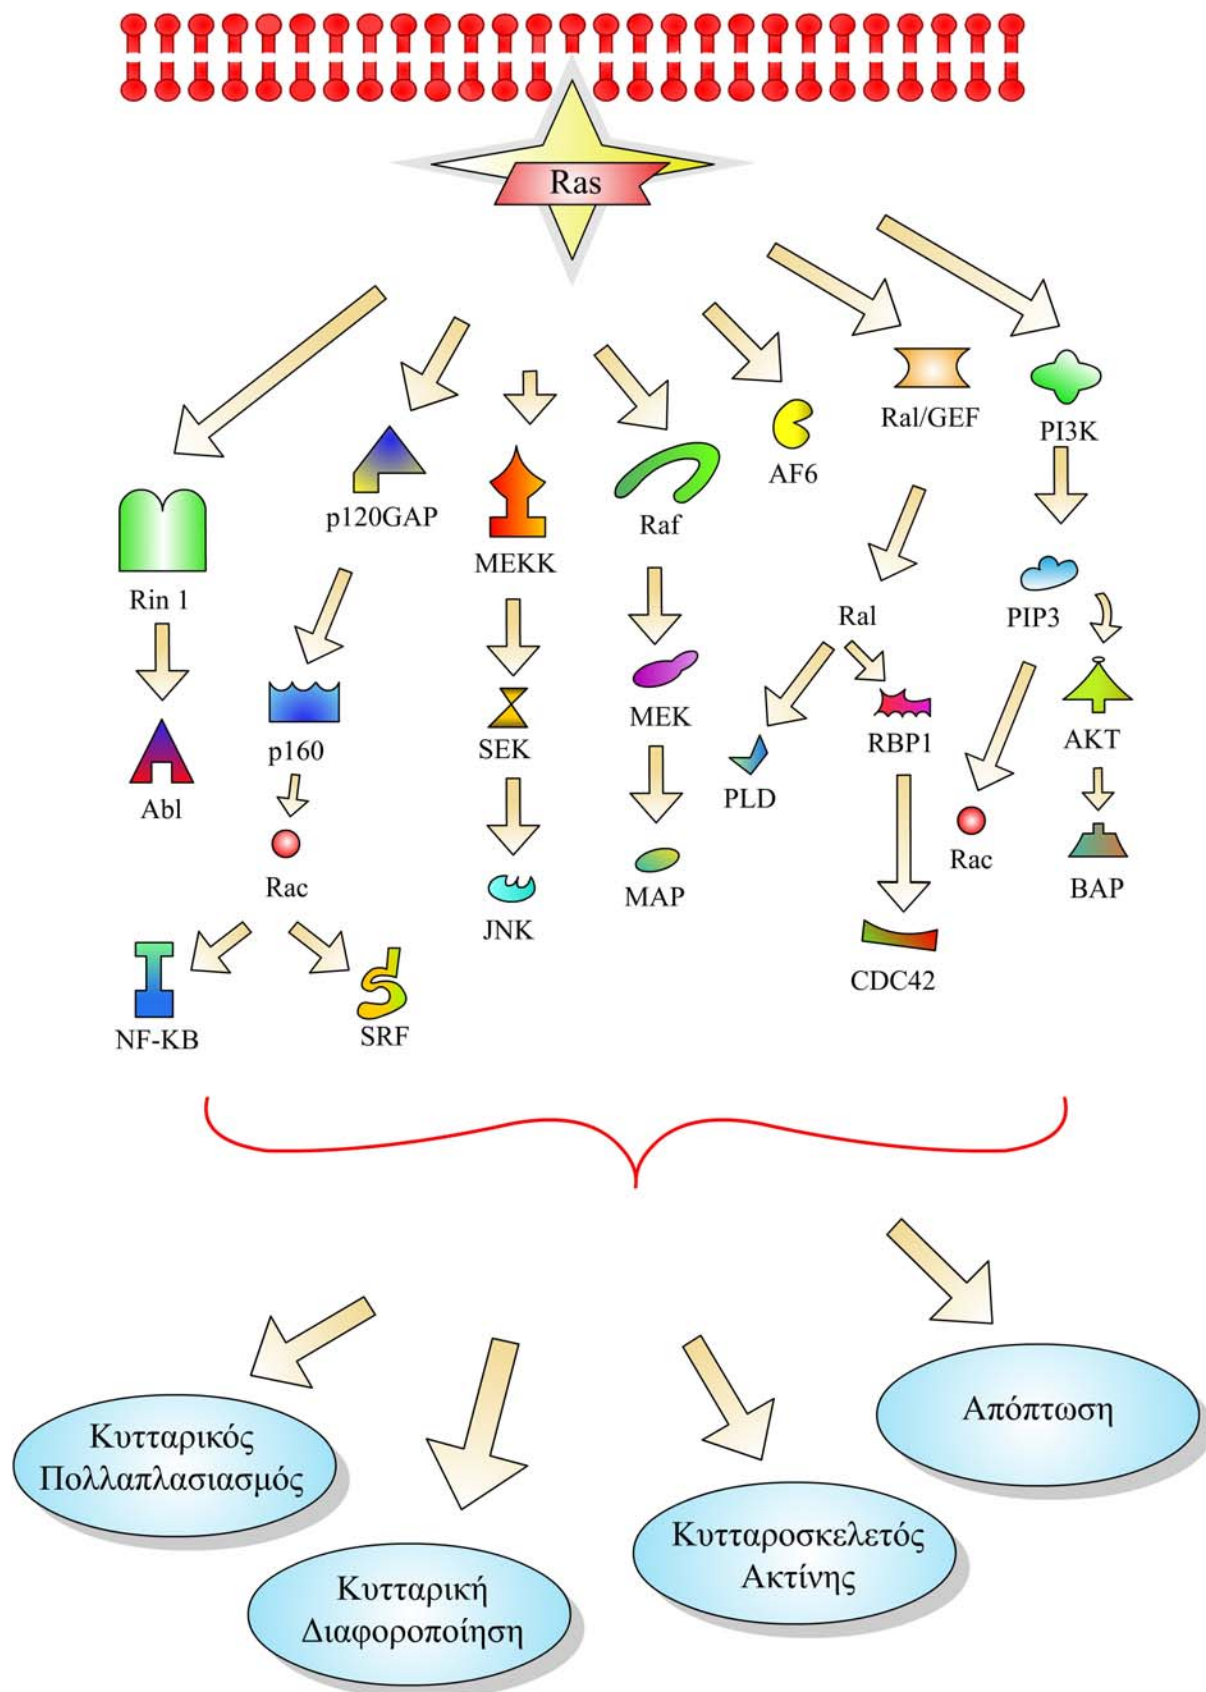 Ras
Rin 1
Abl
p120GAP
p160
Rac
NF-KB
SRF
MEKK
SEK
JNK
Raf
MEK
MAP
AF6
Ral/GEF
Ral
PLD
RBP1
CDC42
PI3K
PIP3
Rac
AKT
BAP
Κυτταρικός
Πολλαπλασιασμός
Κυτταρική
Διαφοροποίηση
Κυτταροσκελετός
Ακτίνης
Απόπτωση